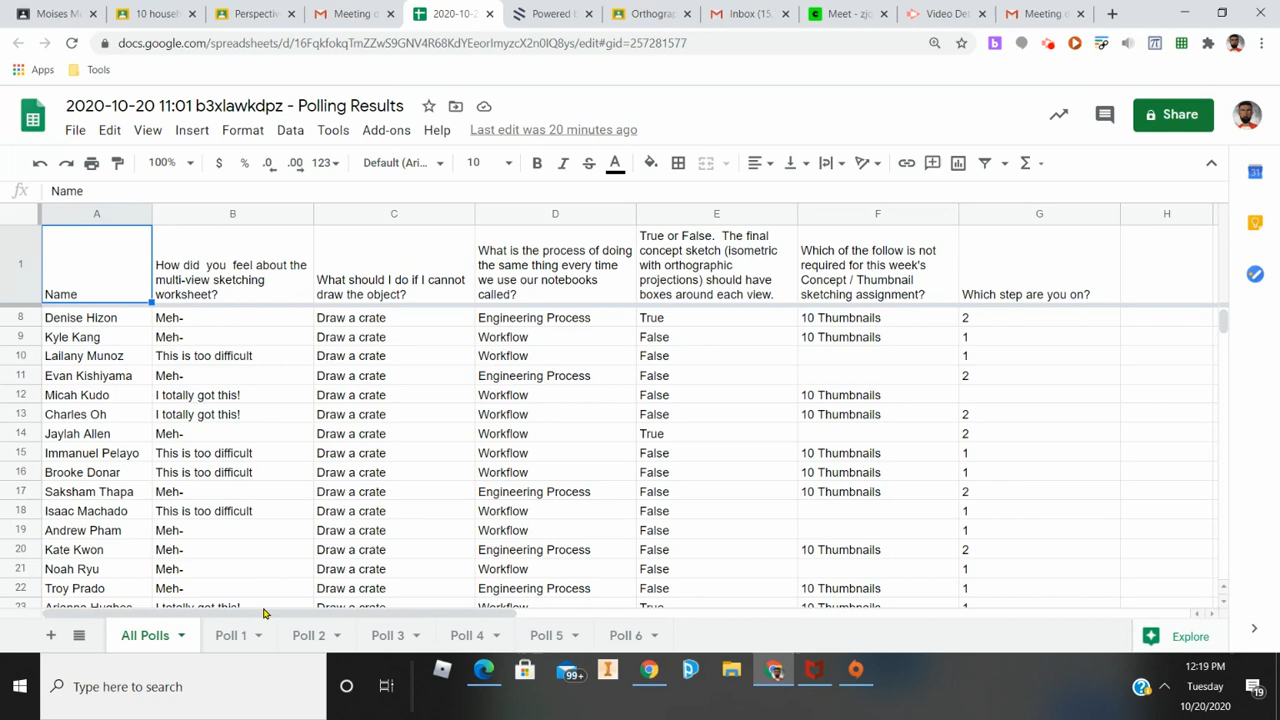 Moises M
10 househ
Perspectiv
Meeting o
2020-10-2
Powered b
Orthograp
Inbox (15,
Meet - zjo
Video Det
Meeting d
docs.google.com/spreadsheets/d/16FqkfokqTmZZwS9GNV4R68KdYEeorImyzcX2n0IQ8ys/edit#gid=257281577
Apps Tools
2020-10-20 11:01 b3xlawkdpz - Polling Results
Share
File Edit View Insert Format Data Tools Add-ons Help Last edit was 20 minutes ago
100% $ % .0 .00 123 Default (Ari... 10 B I S A
fx Name
A B C D E F G H
1 Name How did you feel about the multi-view sketching worksheet? What should I do if I cannot draw the object? What is the process of doing the same thing every time we use our notebooks called? True or False. The final concept sketch (isometric with orthographic projections) should have boxes around each view. Which of the follow is not required for this week's Concept / Thumbnail sketching assignment? Which step are you on?
8 Denise Hizon Meh- Draw a crate Engineering Process True 10 Thumbnails 2
9 Kyle Kang Meh- Draw a crate Workflow False 10 Thumbnails 1
10 Lailany Munoz This is too difficult Draw a crate Workflow False 1
11 Evan Kishiyama Meh- Draw a crate Engineering Process False 2
12 Micah Kudo I totally got this! Draw a crate Workflow False 10 Thumbnails
13 Charles Oh I totally got this! Draw a crate Workflow False 10 Thumbnails 2
14 Jaylah Allen Meh- Draw a crate Workflow True 2
15 Immanuel Pelayo This is too difficult Draw a crate Workflow False 10 Thumbnails 1
16 Brooke Donar This is too difficult Draw a crate Workflow False 10 Thumbnails 1
17 Saksham Thapa Meh- Draw a crate Engineering Process False 10 Thumbnails 2
18 Isaac Machado This is too difficult Draw a crate Workflow False 1
19 Andrew Pham Meh- Draw a crate Workflow False 1
20 Kate Kwon Meh- Draw a crate Engineering Process False 10 Thumbnails 2
21 Noah Ryu Meh- Draw a crate Workflow False 1
22 Troy Prado Meh- Draw a crate Engineering Process False 10 Thumbnails 1
23 Arianna Hughes I totally got this! Draw a crate Workflow True 10 Thumbnails 1
All Polls Poll 1 Poll 2 Poll 3 Poll 4 Poll 5 Poll 6 Explore
Type here to search
99+
12:19 PM
Tuesday
10/20/2020
19